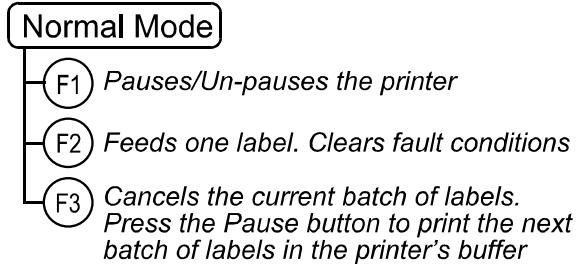 Normal Mode
F1 Pauses/Un-pauses the printer
F2 Feeds one label. Clears fault conditions
F3 Cancels the current batch of labels.
Press the Pause button to print the next
batch of labels in the printer's buffer